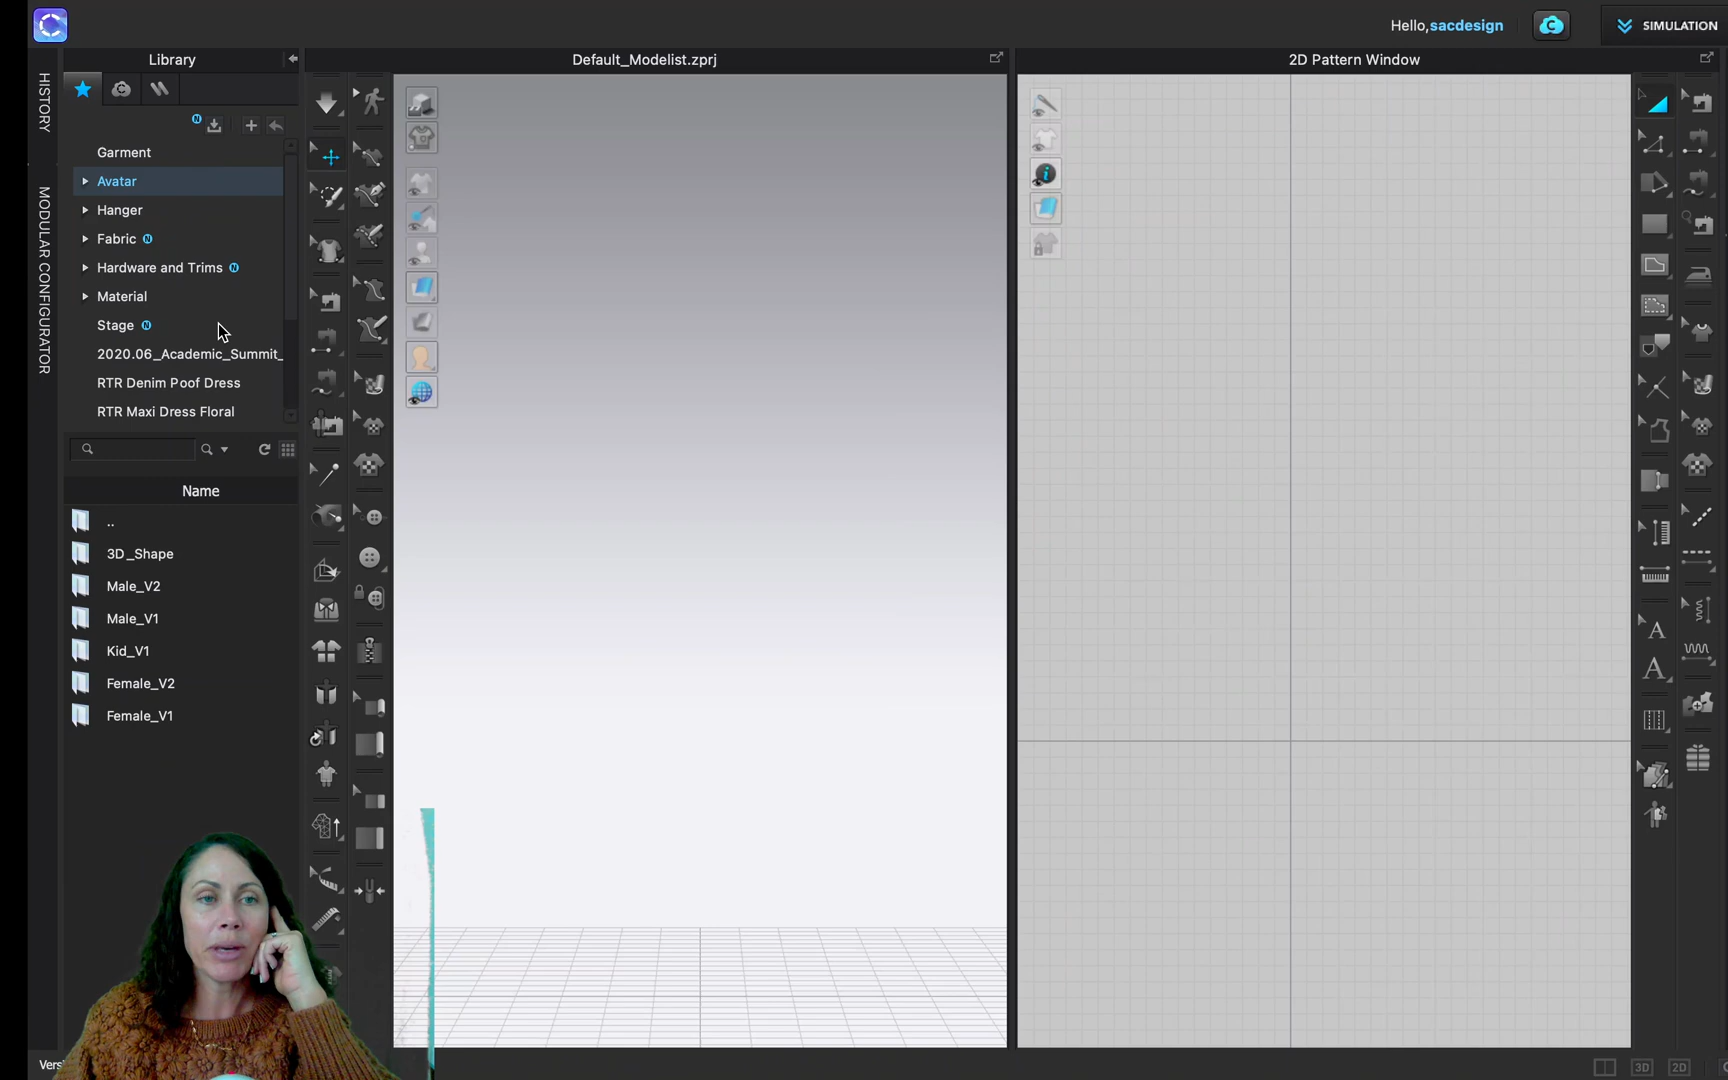 Hello,sacdesign
SIMULATION
HISTORY
MODULAR CONFIGURATOR
Library
Default_Modelist.zprj
2D Pattern Window
Garment
Avatar
Hanger
Fabric N
Hardware and Trims N
Material
Stage N
2020.06_Academic_Summit_
RTR Denim Poof Dress
RTR Maxi Dress Floral
Name
..
3D_Shape
Male_V2
Male_V1
Kid_V1
Female_V2
Female_V1
A
A
3D
2D